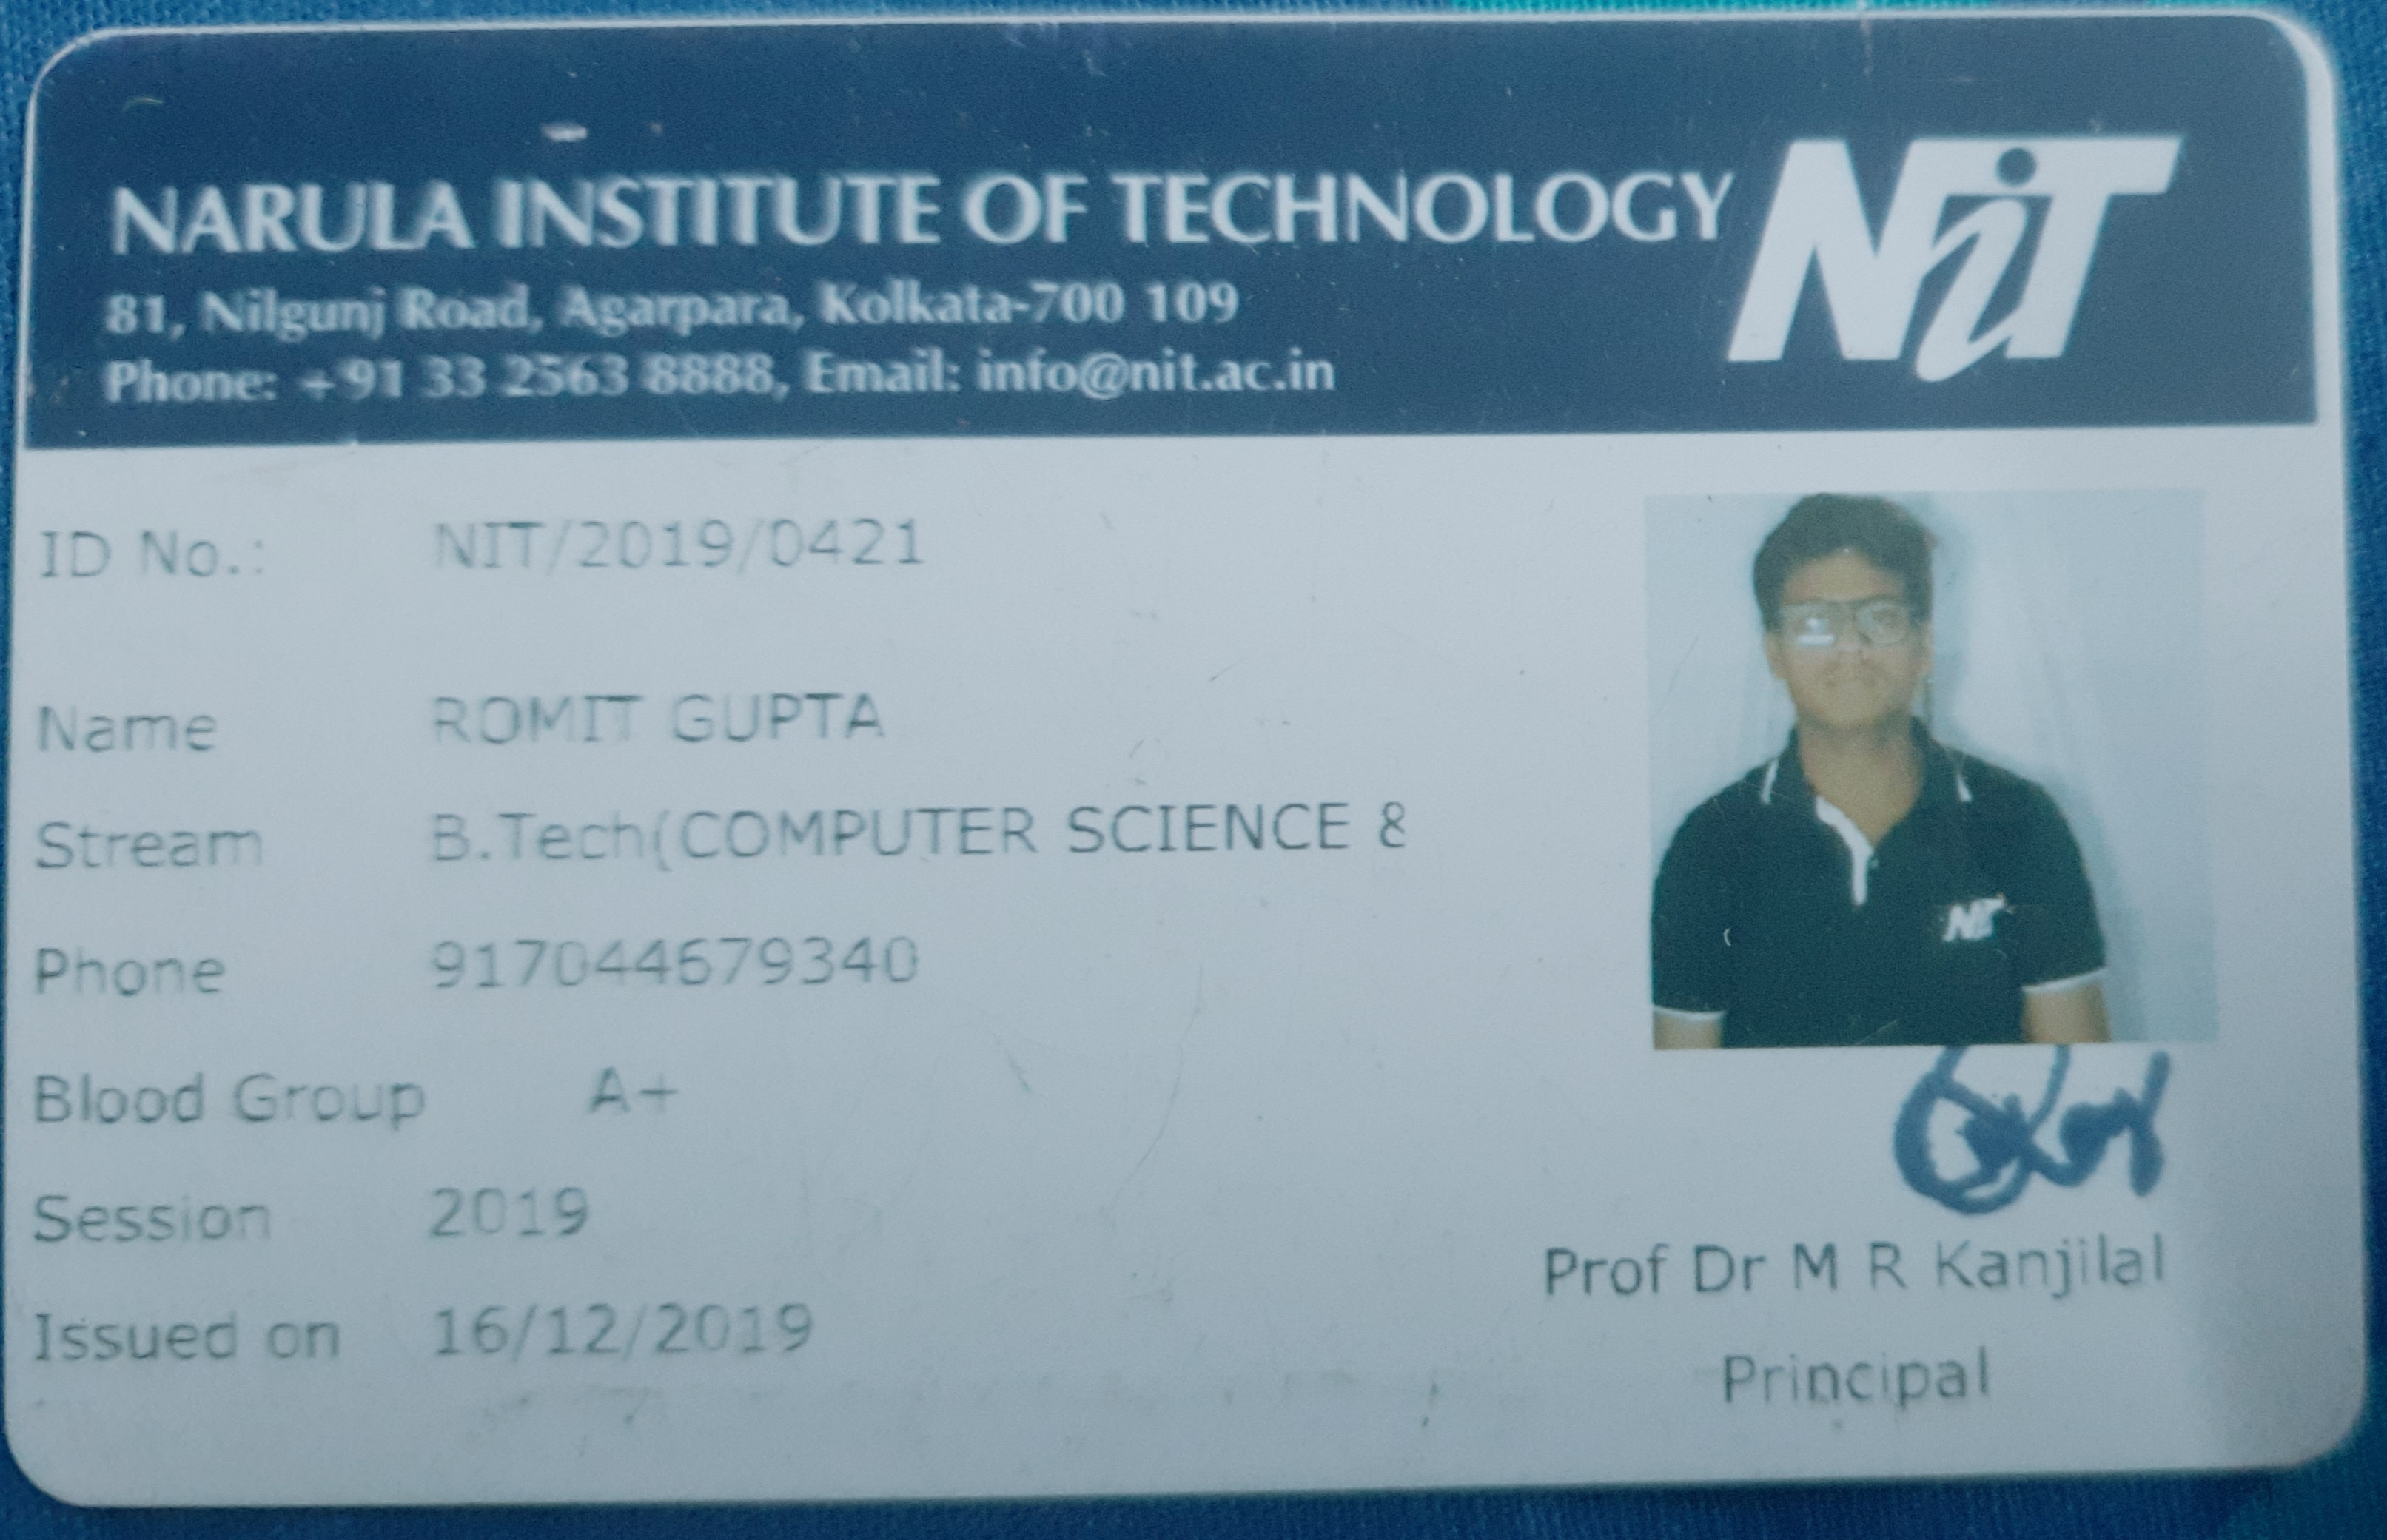 NARULA INSTITUTE OF TECHNOLOGY NiT
81, Nilgunj Road, Agarpara, Kolkata-700 109
Phone: +91 33 2563 8888, Email: info@nit.ac.in
ID No.: NIT/2019/0421
Name ROMIT GUPTA
Stream B.Tech(COMPUTER SCIENCE &
Phone 917044679340
NiT
Blood Group A+
Session 2019
Prof Dr M R Kanjilal
Issued on 16/12/2019
Principal